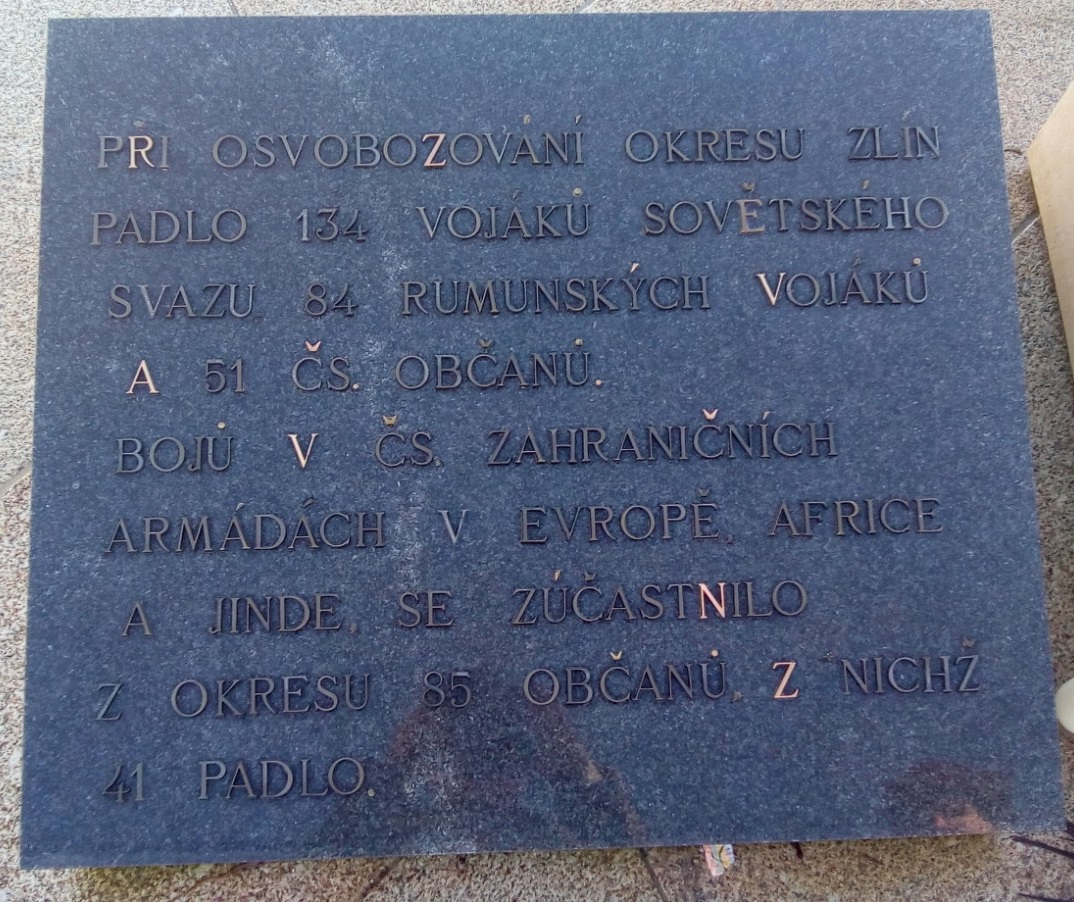 PŘI OSVOBOZOVÁNÍ OKRESU ZLIN
PADLO 134 VOJÁKŮ SOVĚTSKÉHO
SVAZU 84 RUMUNSKÝCH VOJÁKŮ
A 51 ČS. OBČANŮ.
BOJŮ V ČS. ZAHRANIČNÍCH
ARMÁDÁCH V EVROPĚ, AFRICE
A JINDE, SE ZÚČASTNILO
Z OKRESU 85 OBČANŮ, Z NICHŽ
41 PADLO.